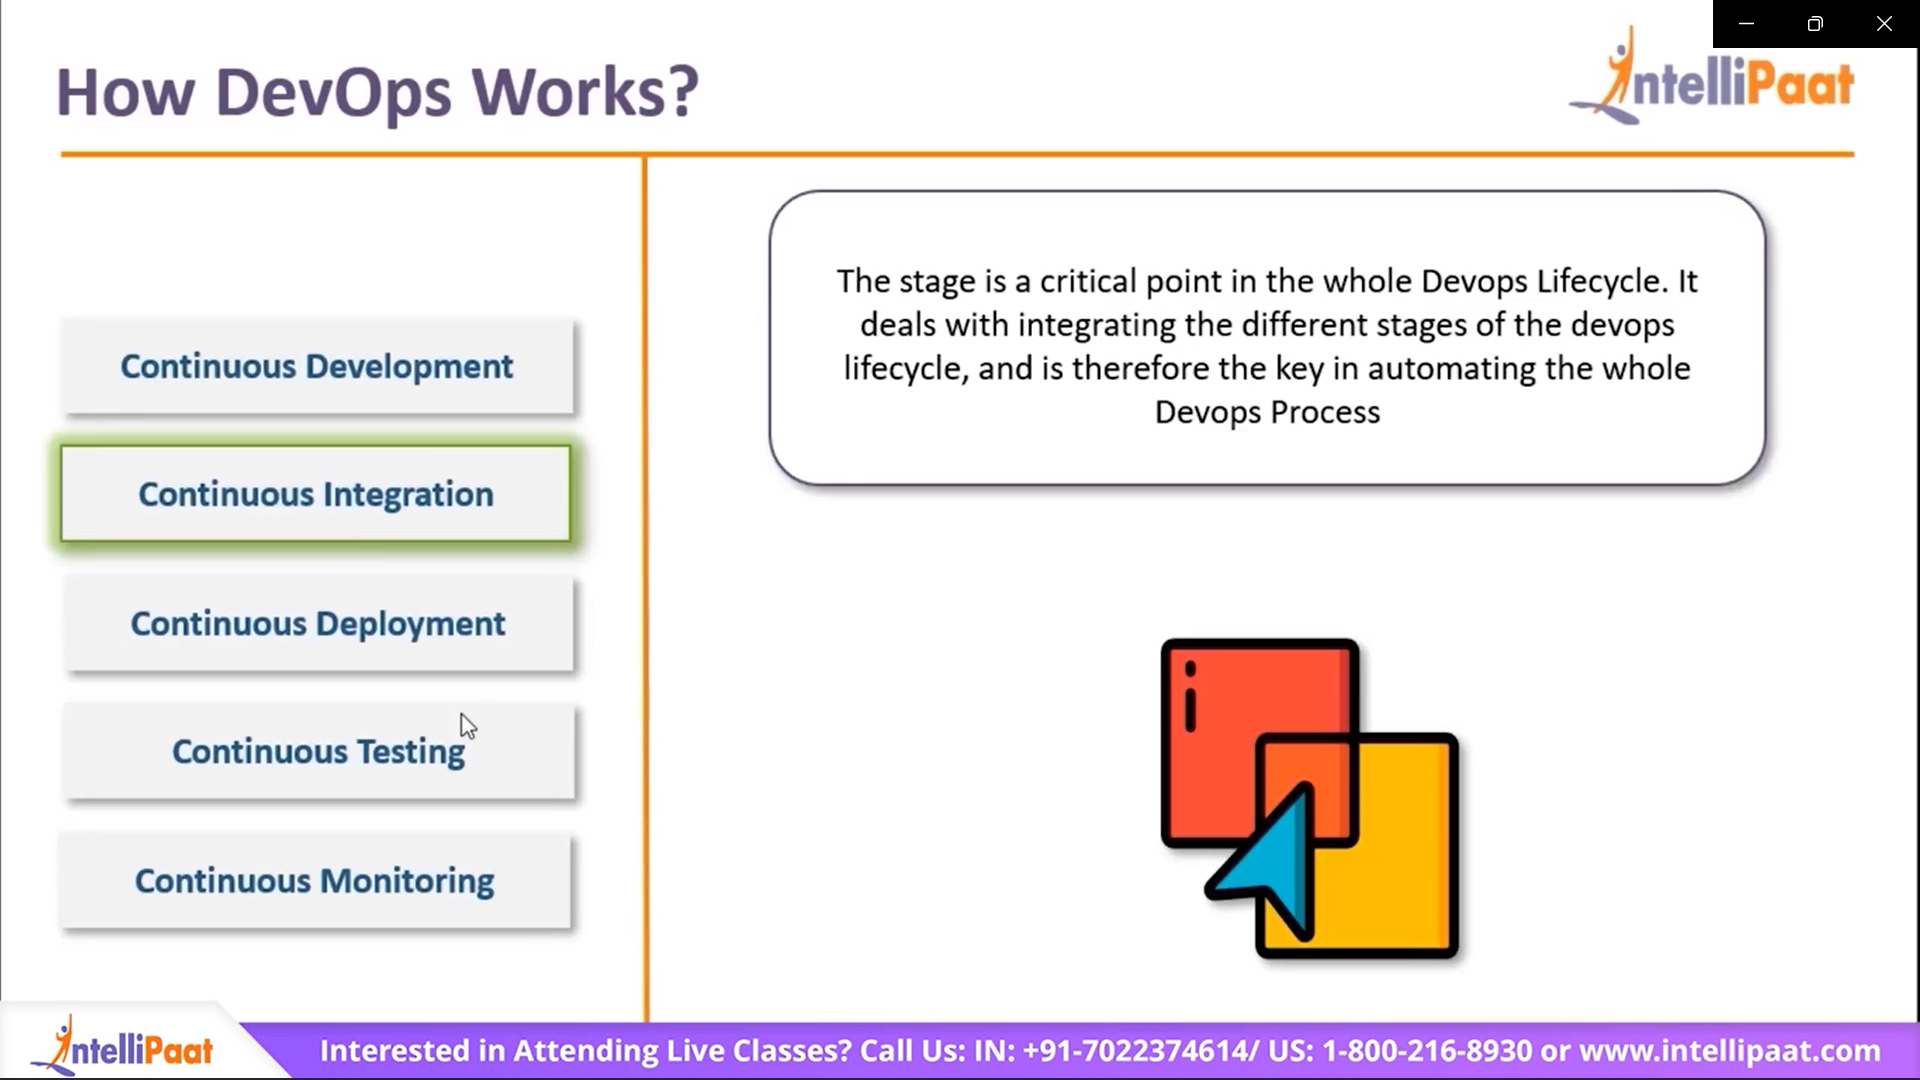 How DevOps Works?
IntelliPaat
Continuous Development
Continuous Integration
Continuous Deployment
Continuous Testing
Continuous Monitoring
The stage is a critical point in the whole Devops Lifecycle. It
deals with integrating the different stages of the devops
lifecycle, and is therefore the key in automating the whole
Devops Process
IntelliPaat
Interested in Attending Live Classes? Call Us: IN: +91-7022374614/ US: 1-800-216-8930 or www.intellipaat.com